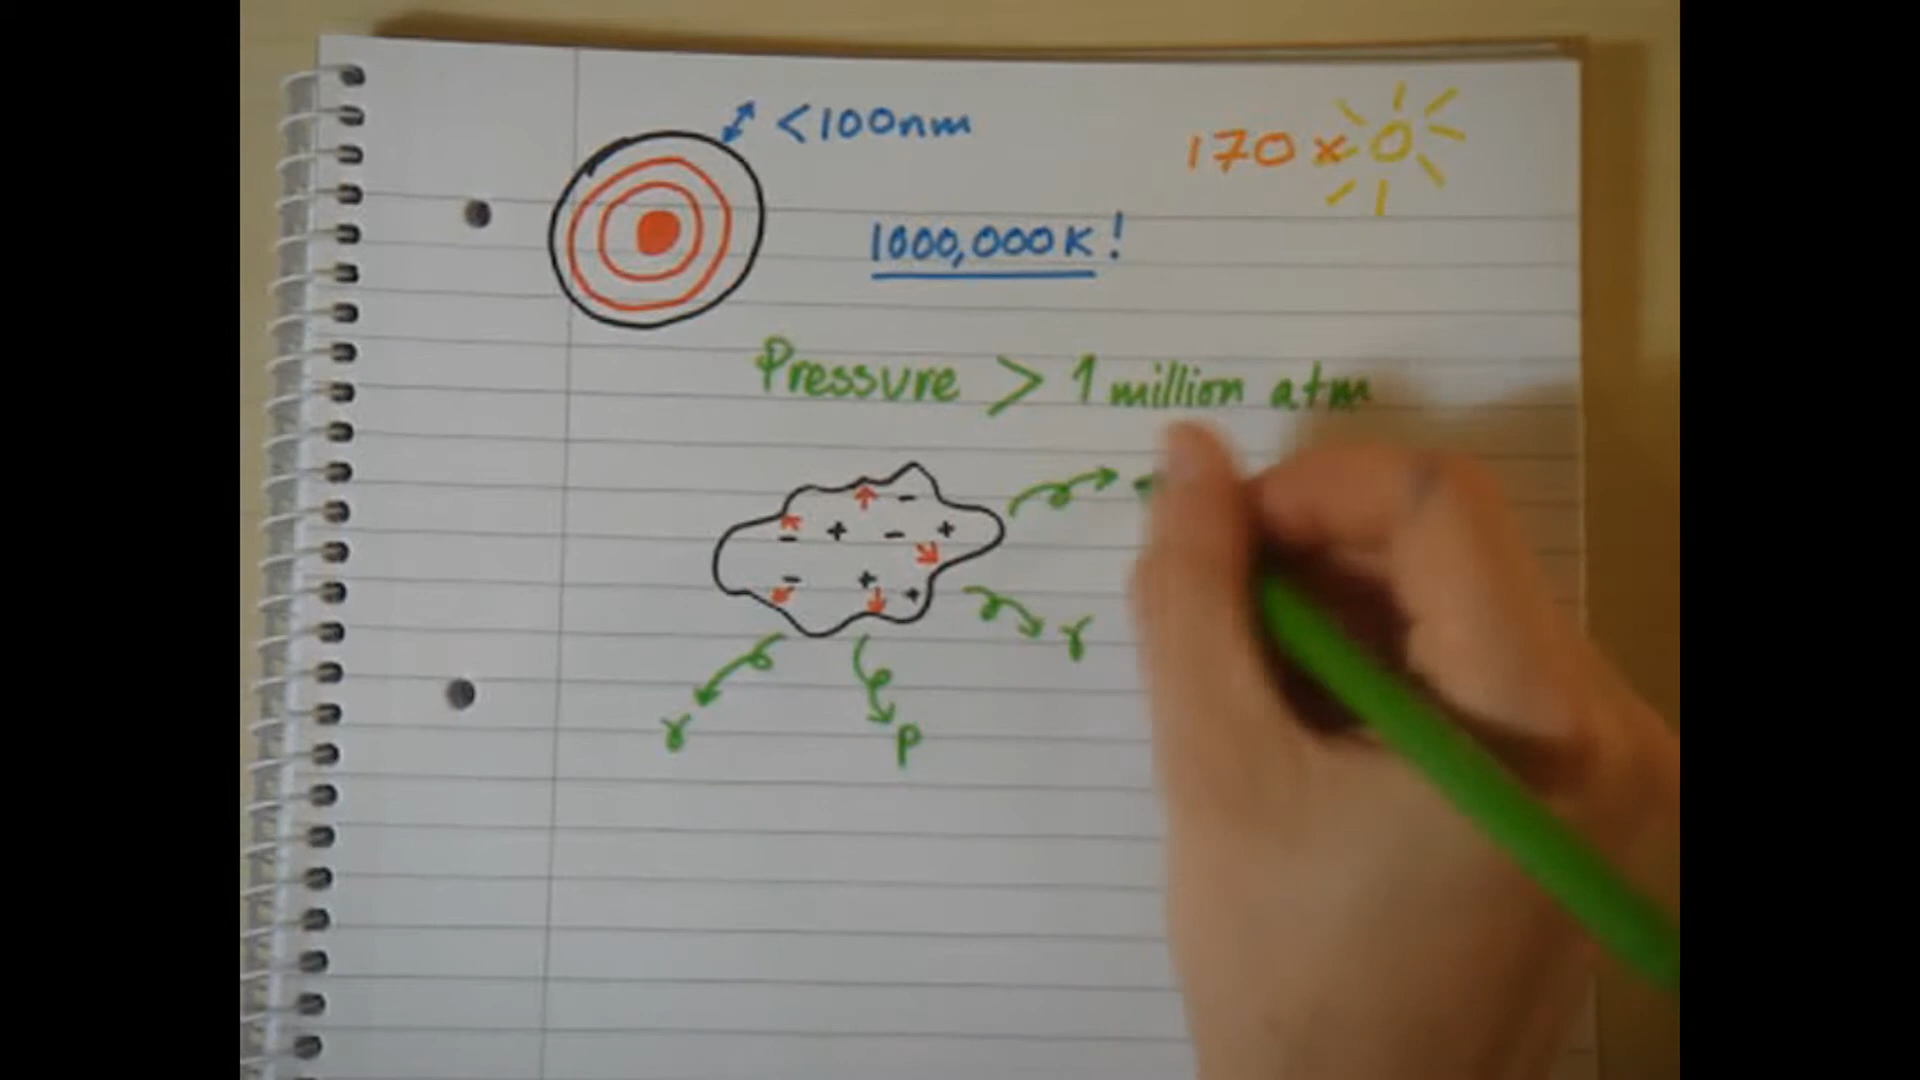 <100nm
170 x
1000,000K!
Pressure > 1 million atm
- + - +
- + +
γ
γ
p